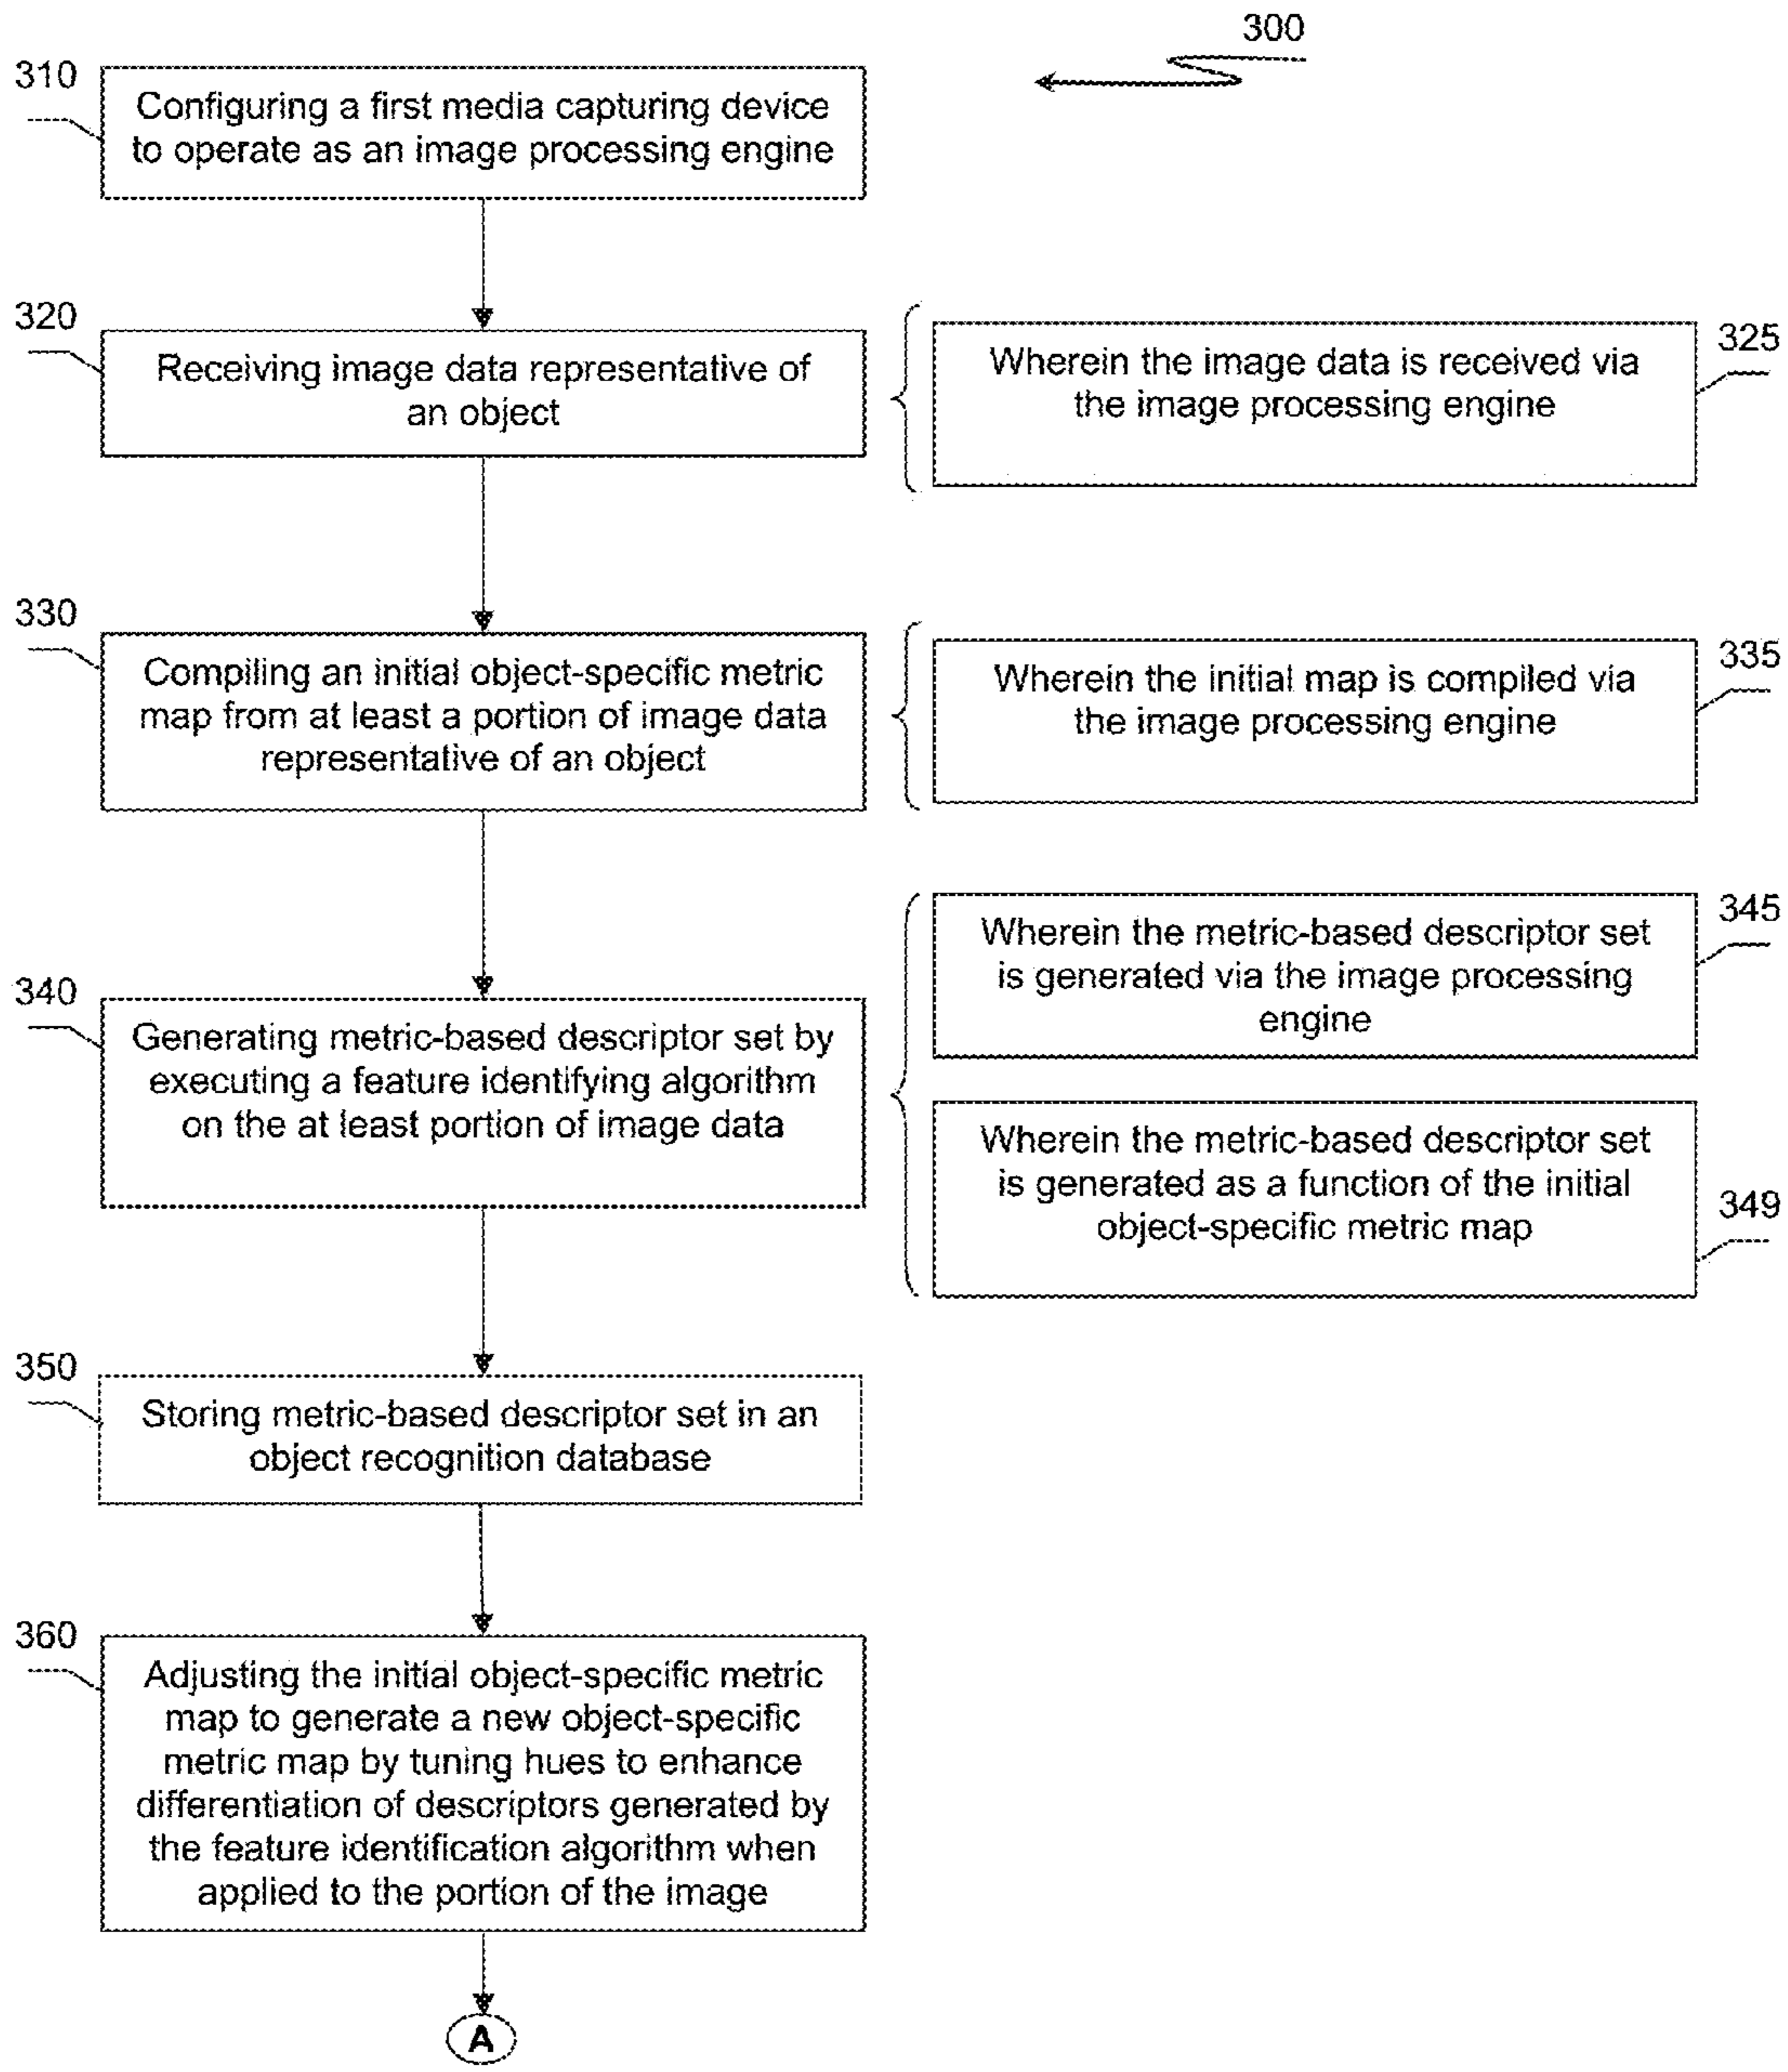 300
310
Configuring a first media capturing device
to operate as an image processing engine
320
Receiving image data representative of
an object
325
Wherein the image data is received via
the image processing engine
330
Compiling an initial object-specific metric
map from at least a portion of image data
representative of an object
335
Wherein the initial map is compiled via
the image processing engine
340
Generating metric-based descriptor set by
executing a feature identifying algorithm
on the at least portion of image data
345
Wherein the metric-based descriptor set
is generated via the image processing
engine
Wherein the metric-based descriptor set
is generated as a function of the initial
object-specific metric map
349
350
Storing metric-based descriptor set in an
object recognition database
360
Adjusting the initial object-specific metric
map to generate a new object-specific
metric map by tuning hues to enhance
differentiation of descriptors generated by
the feature identification algorithm when
applied to the portion of the image
A